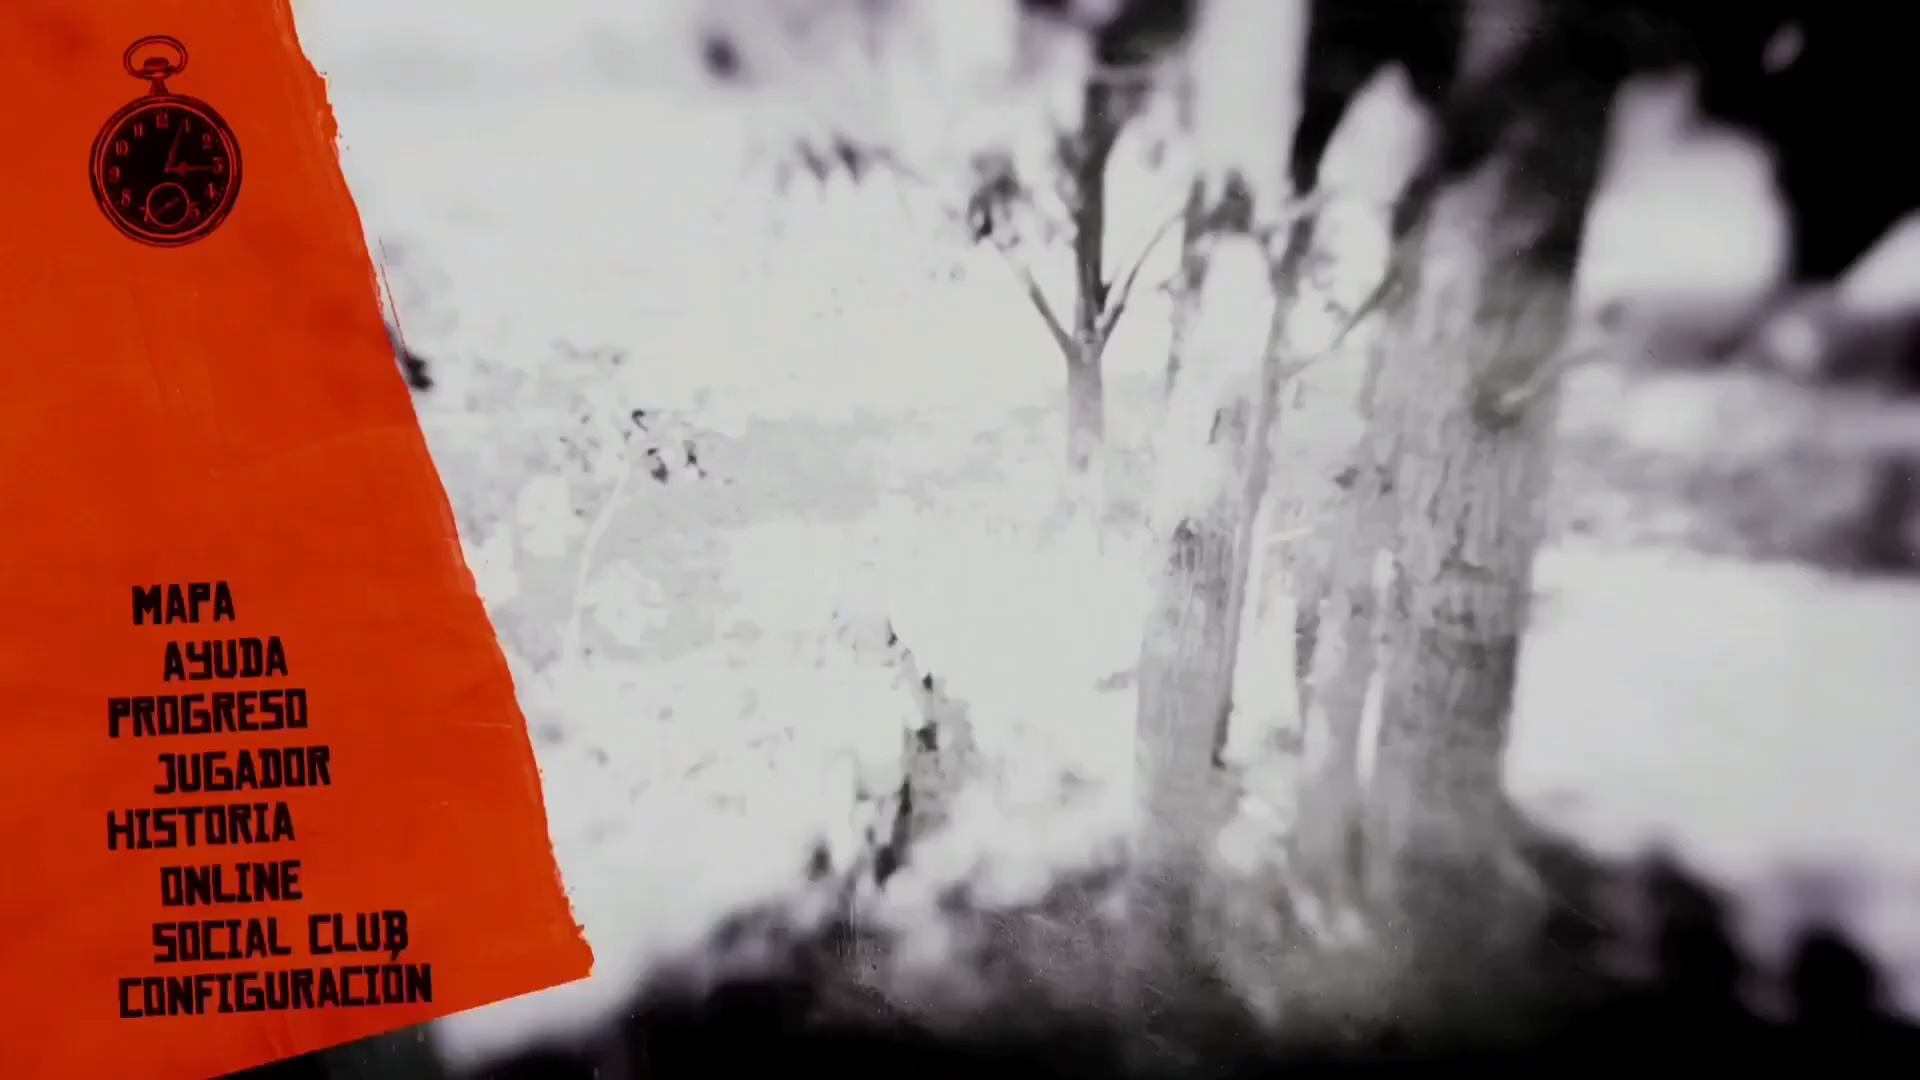 MAPA
AYUDA
PROGRESO
JUGADOR
HISTORIA
ONLINE
SOCIAL CLUB
CONFIGURACIÓN